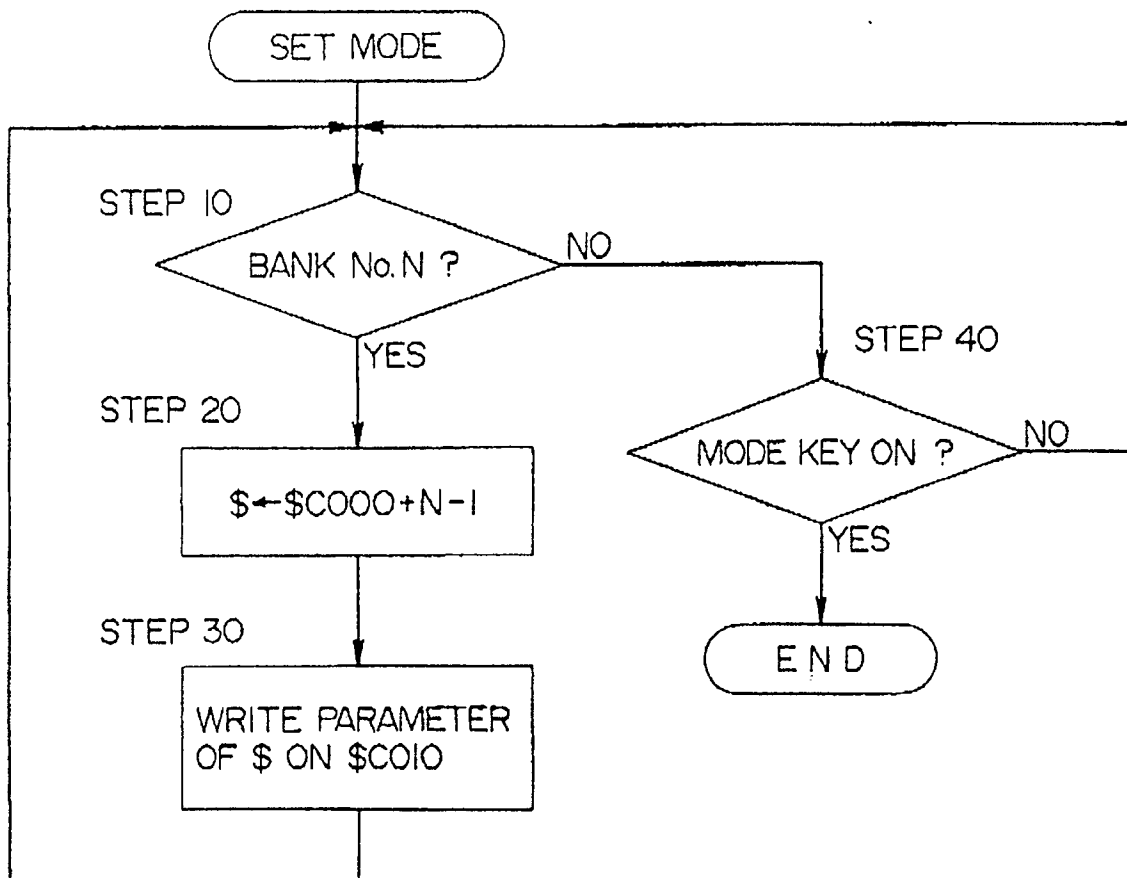 SET MODE
STEP 10
BANK No. N ?
NO
YES
STEP 40
STEP 20
MODE KEY ON ?
NO
$←$C000+N-1
YES
STEP 30
END
WRITE PARAMETER
OF $ ON $C010